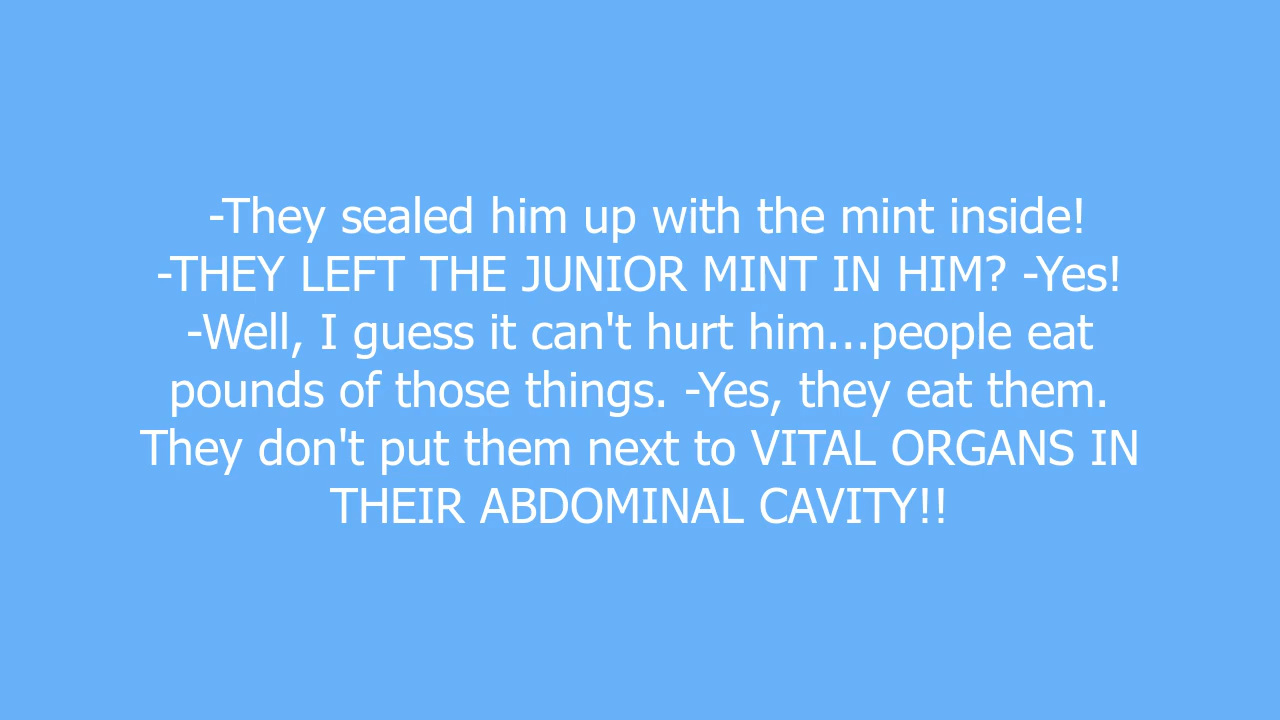 -They sealed him up with the mint inside!
-THEY LEFT THE JUNIOR MINT IN HIM? -Yes!
-Well, I guess it can't hurt him...people eat
pounds of those things. -Yes, they eat them.
They don't put them next to VITAL ORGANS IN
THEIR ABDOMINAL CAVITY!!